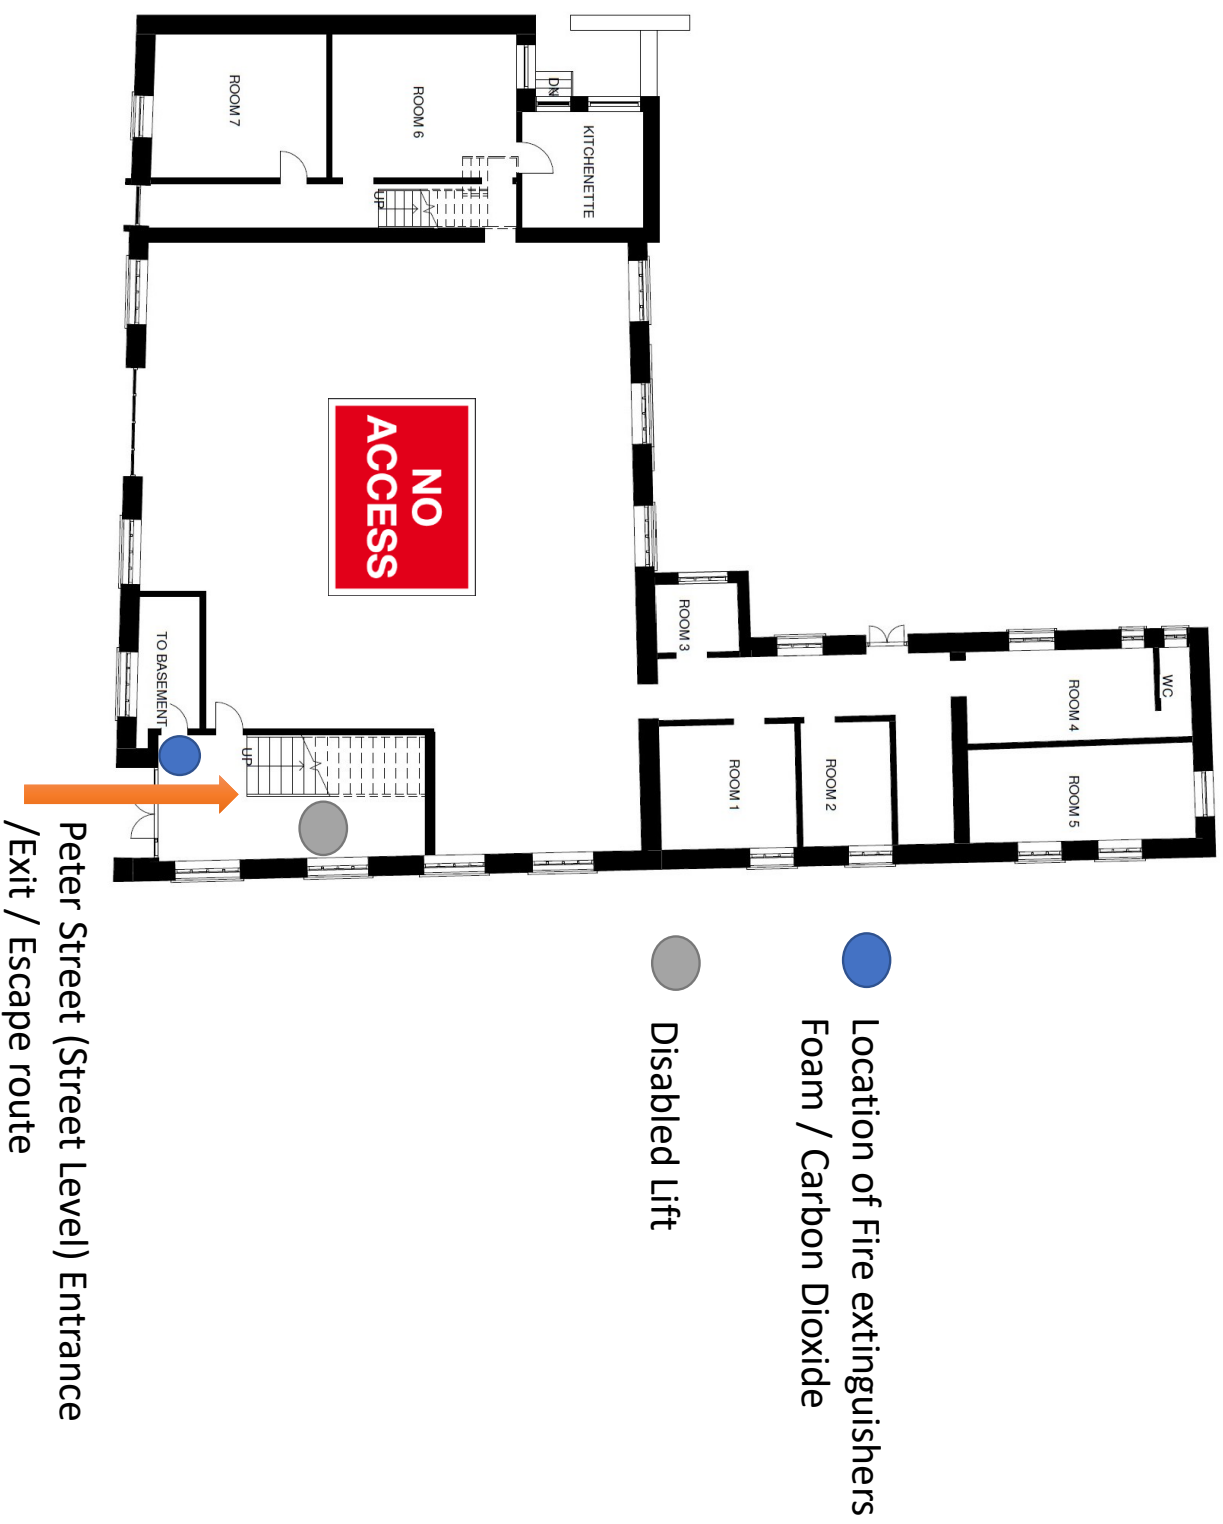 WC
ROOM 4
ROOM 5
ROOM 2
ROOM 1
ROOM 3
KITCHENETTE
DN
ROOM 6
UP
ROOM 7
NO
ACCESS
UP
TO BASEMENT
Location of Fire extinguishers
Foam / Carbon Dioxide
Disabled Lift
Peter Street (Street Level) Entrance
/Exit / Escape route